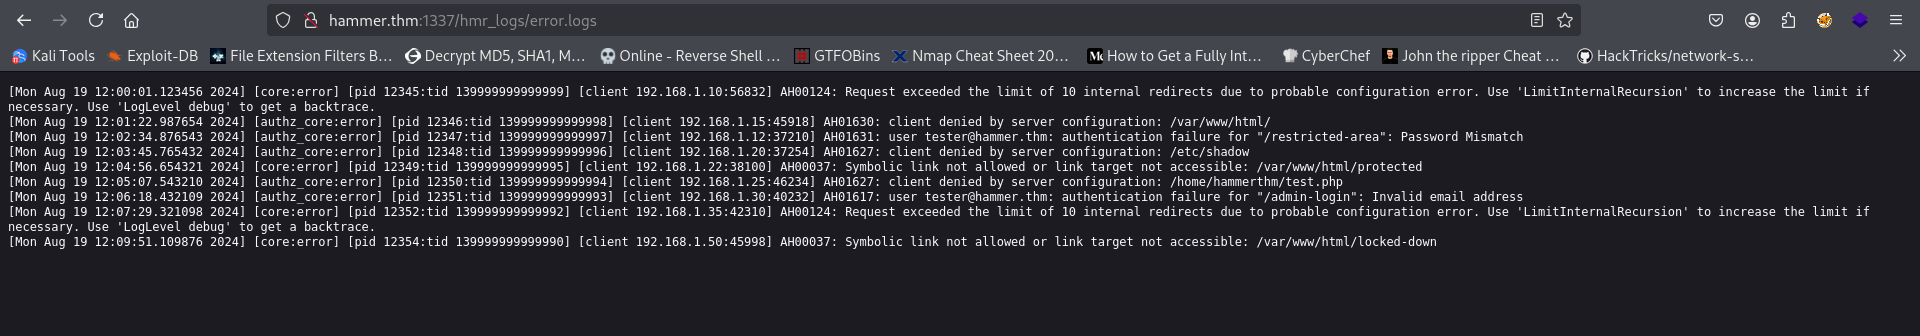 hammer.thm:1337/hmr_logs/error.logs
Kali Tools Exploit-DB File Extension Filters B... Decrypt MD5, SHA1, M... Online - Reverse Shell ... GTFOBins Nmap Cheat Sheet 20... How to Get a Fully Int... CyberChef John the ripper Cheat ... HackTricks/network-s...
[Mon Aug 19 12:00:01.123456 2024] [core:error] [pid 12345:tid 139999999999999] [client 192.168.1.10:56832] AH00124: Request exceeded the limit of 10 internal redirects due to probable configuration error. Use 'LimitInternalRecursion' to increase the limit if
necessary. Use 'LogLevel debug' to get a backtrace.
[Mon Aug 19 12:01:22.987654 2024] [authz_core:error] [pid 12346:tid 139999999999998] [client 192.168.1.15:45918] AH01630: client denied by server configuration: /var/www/html/
[Mon Aug 19 12:02:34.876543 2024] [authz_core:error] [pid 12347:tid 139999999999997] [client 192.168.1.12:37210] AH01631: user tester@hammer.thm: authentication failure for "/restricted-area": Password Mismatch
[Mon Aug 19 12:03:45.765432 2024] [authz_core:error] [pid 12348:tid 139999999999996] [client 192.168.1.20:37254] AH01627: client denied by server configuration: /etc/shadow
[Mon Aug 19 12:04:56.654321 2024] [core:error] [pid 12349:tid 139999999999995] [client 192.168.1.22:38100] AH00037: Symbolic link not allowed or link target not accessible: /var/www/html/protected
[Mon Aug 19 12:05:07.543210 2024] [authz_core:error] [pid 12350:tid 139999999999994] [client 192.168.1.25:46234] AH01627: client denied by server configuration: /home/hammerthm/test.php
[Mon Aug 19 12:06:18.432109 2024] [authz_core:error] [pid 12351:tid 139999999999993] [client 192.168.1.30:40232] AH01617: user tester@hammer.thm: authentication failure for "/admin-login": Invalid email address
[Mon Aug 19 12:07:29.321098 2024] [core:error] [pid 12352:tid 139999999999992] [client 192.168.1.35:42310] AH00124: Request exceeded the limit of 10 internal redirects due to probable configuration error. Use 'LimitInternalRecursion' to increase the limit if
necessary. Use 'LogLevel debug' to get a backtrace.
[Mon Aug 19 12:09:51.109876 2024] [core:error] [pid 12354:tid 139999999999990] [client 192.168.1.50:45998] AH00037: Symbolic link not allowed or link target not accessible: /var/www/html/locked-down